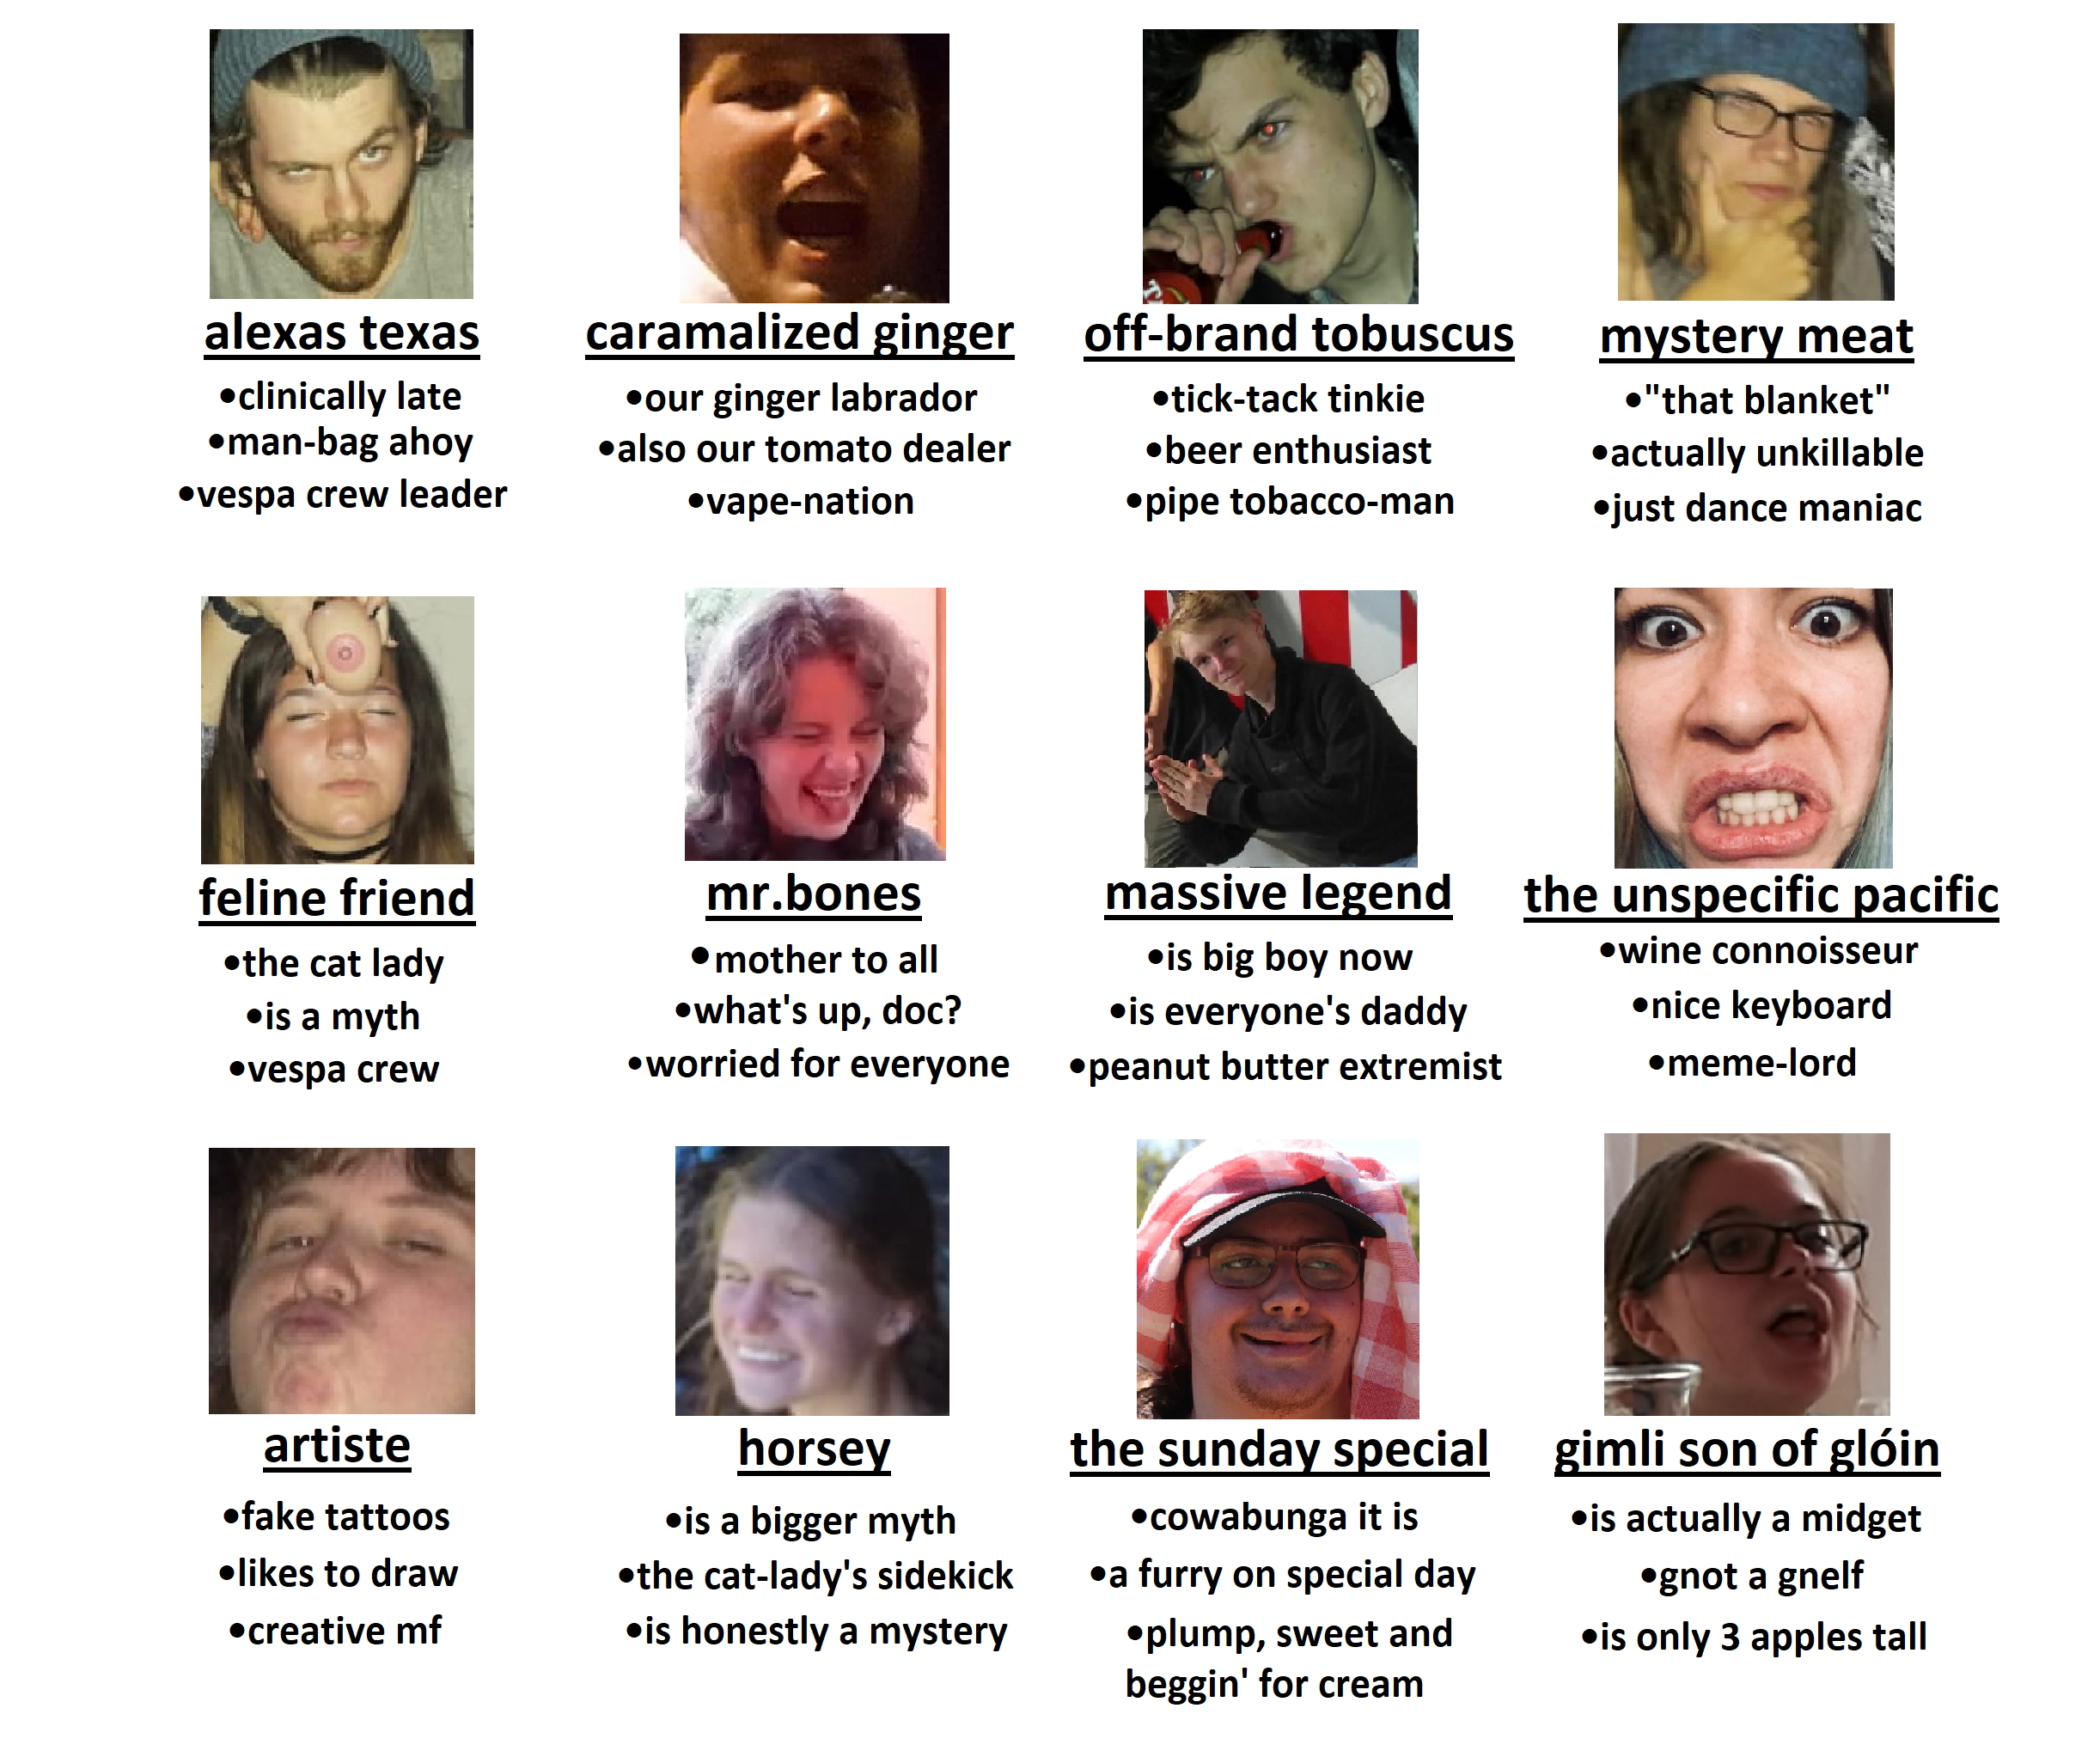 alexas texas
•clinically late
•man-bag ahoy
•vespa crew leader
caramalized ginger
•our ginger labrador
•also our tomato dealer
•vape-nation
off-brand tobuscus
•tick-tack tinkie
•beer enthusiast
•pipe tobacco-man
mystery meat
•"that blanket"
•actually unkillable
•just dance maniac
feline friend
•the cat lady
•is a myth
•vespa crew
mr.bones
•mother to all
•what's up, doc?
•worried for everyone
massive legend
•is big boy now
•is everyone's daddy
•peanut butter extremist
the unspecific pacific
•wine connoisseur
•nice keyboard
•meme-lord
artiste
•fake tattoos
•likes to draw
•creative mf
horsey
•is a bigger myth
•the cat-lady's sidekick
•is honestly a mystery
the sunday special
•cowabunga it is
•a furry on special day
•plump, sweet and
beggin' for cream
gimli son of glóin
•is actually a midget
•gnot a gnelf
•is only 3 apples tall